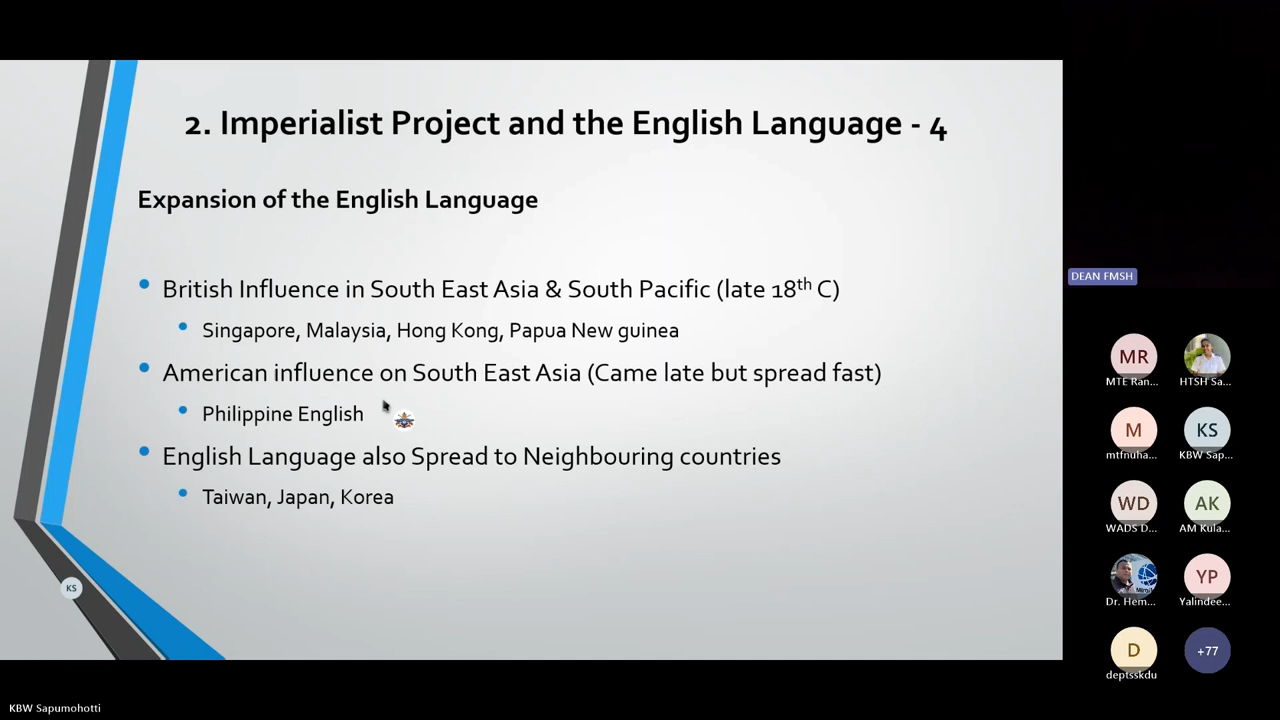 2. Imperialist Project and the English Language - 4
Expansion of the English Language
British Influence in South East Asia & South Pacific (late 18th C)
Singapore, Malaysia, Hong Kong, Papua New guinea
American influence on South East Asia (Came late but spread fast)
Philippine English
English Language also Spread to Neighbouring countries
Taiwan, Japan, Korea
KS
KBW Sapumohotti
DEAN FMSH
MR
MTE Ran...
HTSH Sa...
M
mtfnuha...
KS
KBW Sap...
WD
WADS D...
AK
AM Kula...
Dr. Hem...
YP
Yalindee...
D
deptsskdu
+77